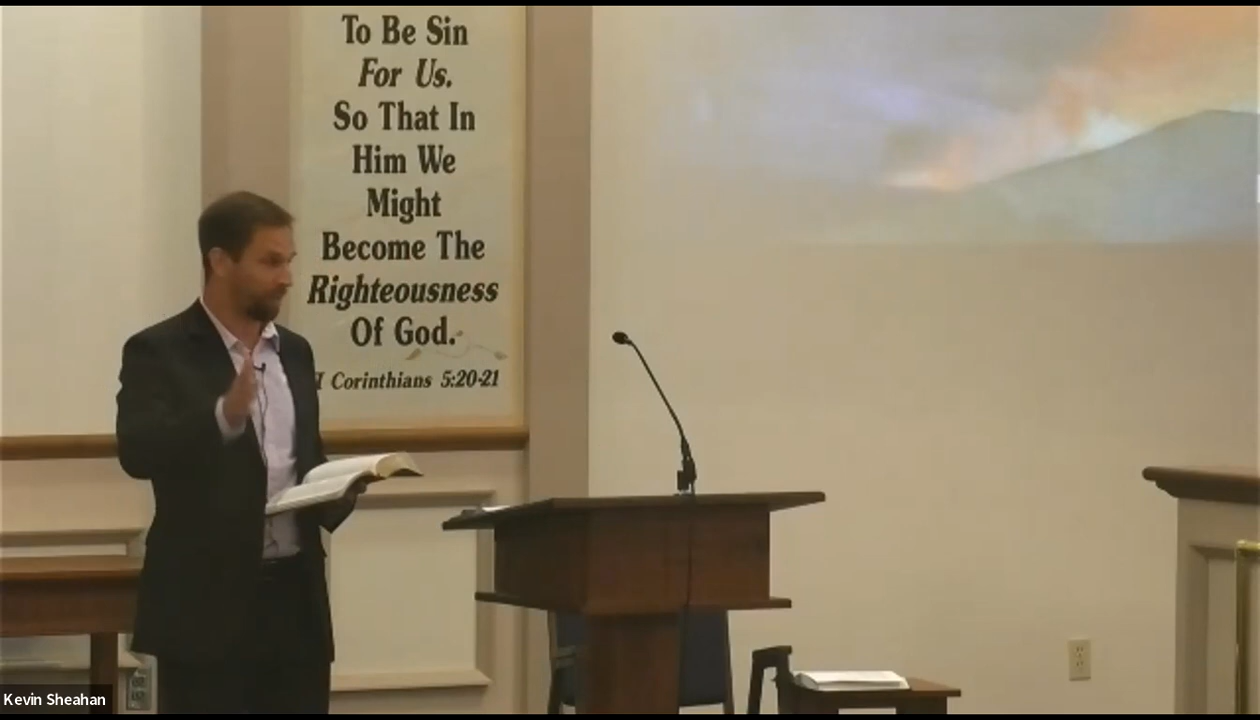 To Be Sin
For Us.
So That In
Him We
Might
Become The
Righteousness
Of God.
I Corinthians 5:20-21
Kevin Sheahan